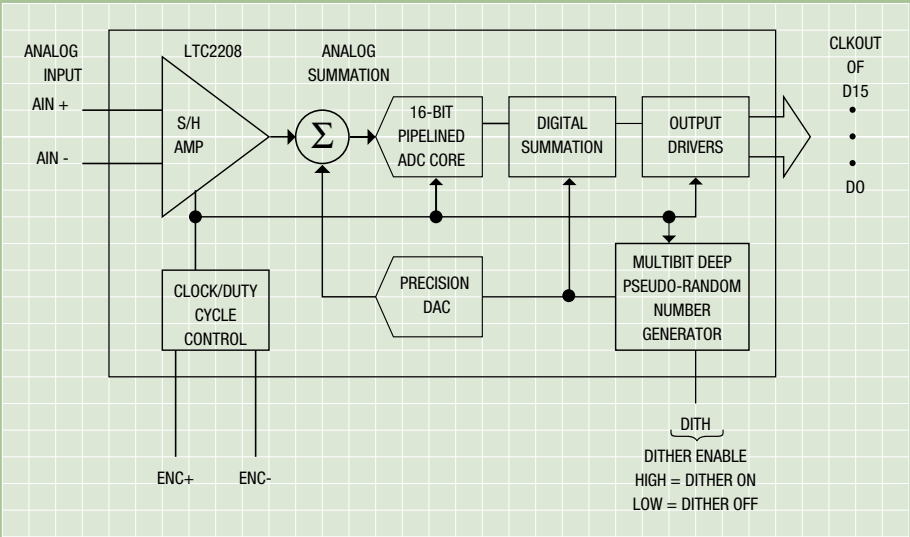 ANALOG
INPUT
LTC2208
ANALOG
SUMMATION
CLKOUT
OF
D15
•
•
•
DO
AIN +
AIN -
S/H
AMP
Σ
16-BIT
PIPELINED
ADC CORE
DIGITAL
SUMMATION
OUTPUT
DRIVERS
CLOCK/DUTY
CYCLE
CONTROL
PRECISION
DAC
MULTIBIT DEEP
PSEUDO-RANDOM
NUMBER
GENERATOR
ENC+
ENC-
DITH
DITHER ENABLE
HIGH = DITHER ON
LOW = DITHER OFF